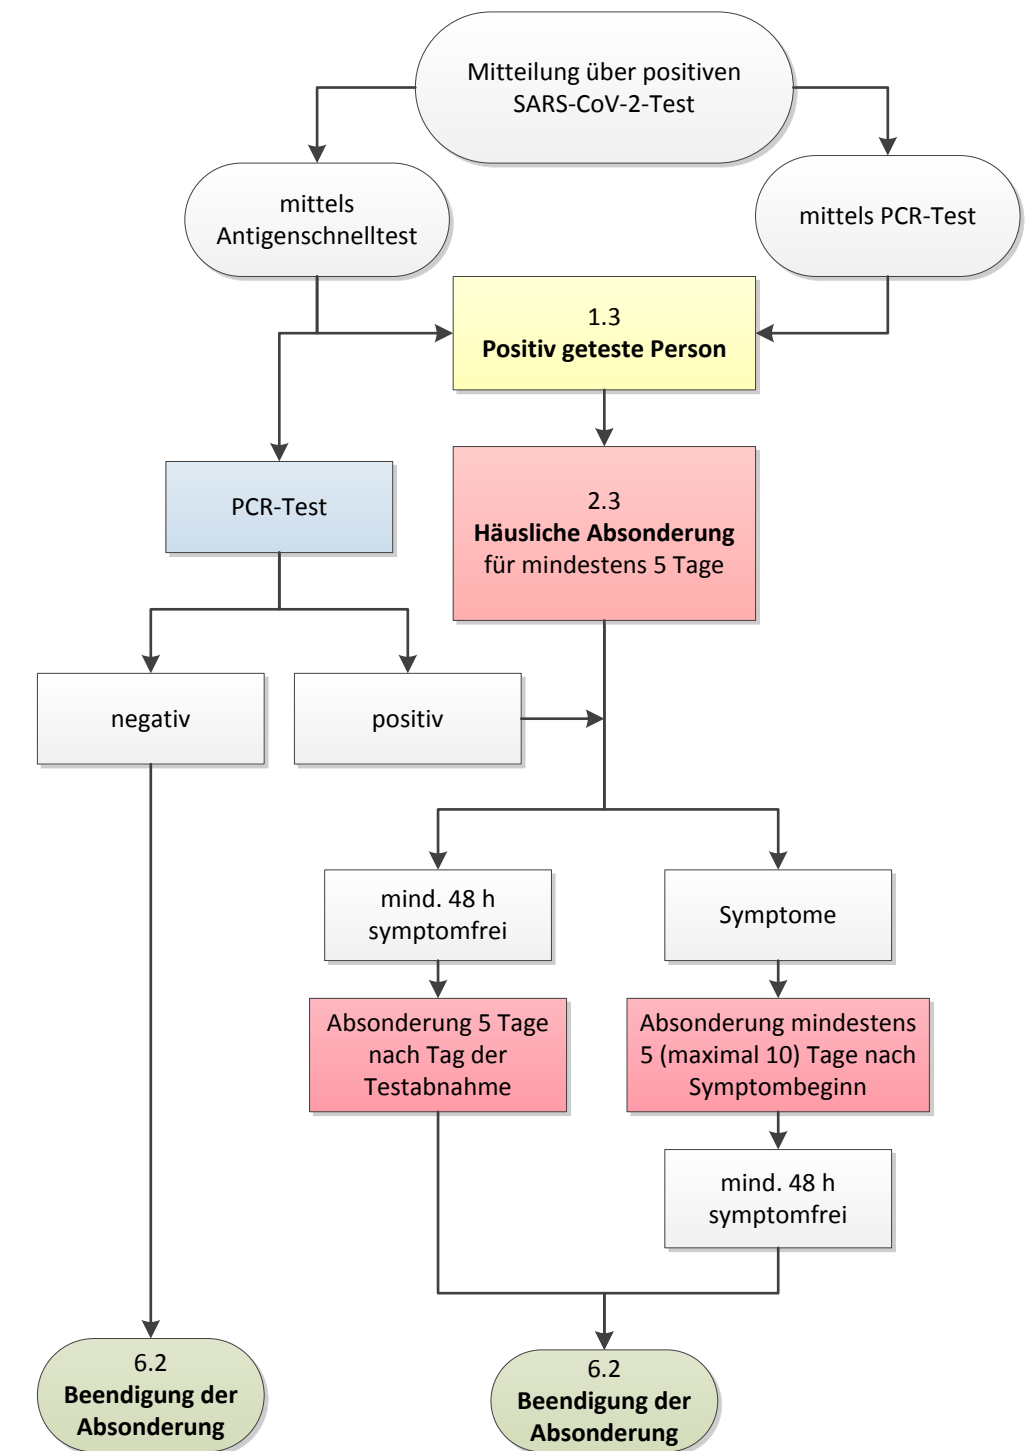 Mitteilung über positiven
SARS-CoV-2-Test
mittels
Antigenschnelltest
mittels PCR-Test
1.3
Positiv geteste Person
PCR-Test
2.3
Häusliche Absonderung
für mindestens 5 Tage
negativ
positiv
mind. 48 h
symptomfrei
Symptome
Absonderung 5 Tage
nach Tag der
Testabnahme
Absonderung mindestens
5 (maximal 10) Tage nach
Symptombeginn
mind. 48 h
symptomfrei
6.2
Beendigung der
Absonderung
6.2
Beendigung der
Absonderung